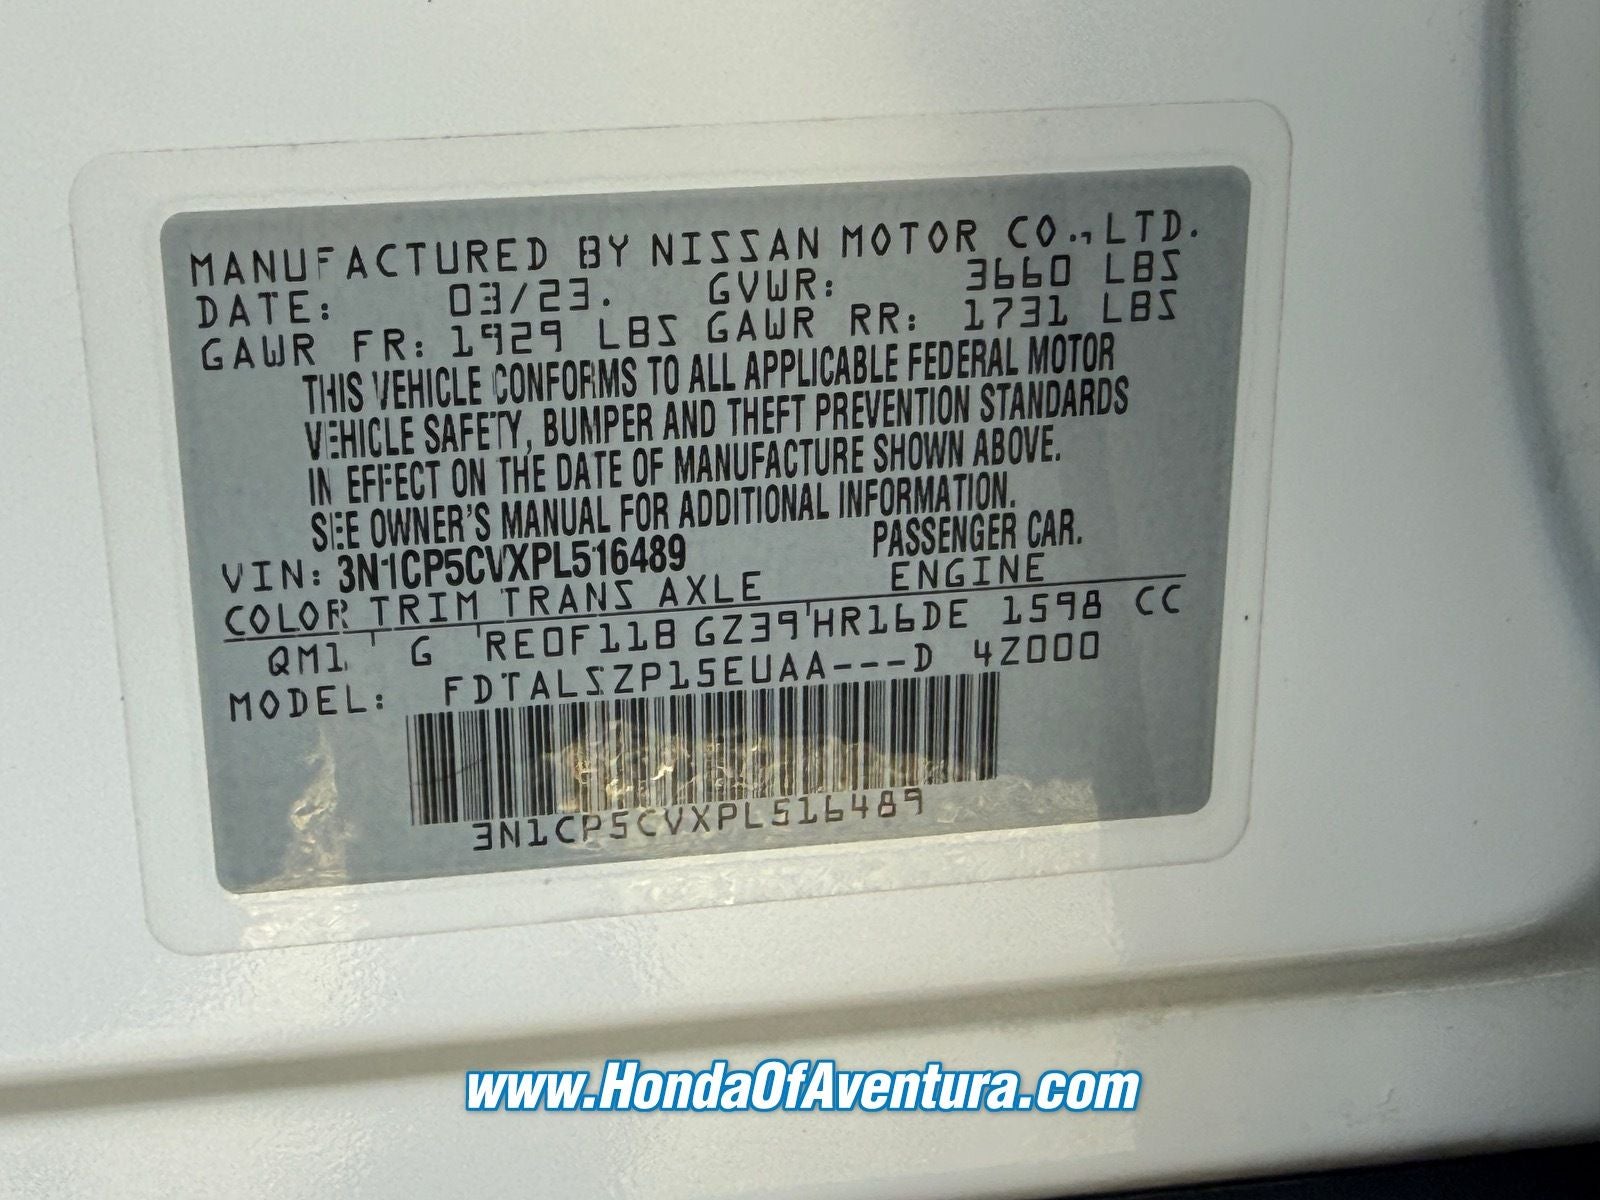 MANUFACTURED BY NISSAN MOTOR CO., LTD.
DATE: 03/23. GVWR: 3660 LBS
GAWR FR: 1929 LBS GAWR RR: 1731 LBS
THIS VEHICLE CONFORMS TO ALL APPLICABLE FEDERAL MOTOR
VEHICLE SAFETY, BUMPER AND THEFT PREVENTION STANDARDS
IN EFFECT ON THE DATE OF MANUFACTURE SHOWN ABOVE.
SEE OWNER'S MANUAL FOR ADDITIONAL INFORMATION.
VIN: 3N1CP5CVXPL516489 PASSENGER CAR.
COLOR TRIM TRANS AXLE ENGINE
QM1 G RE0F11B GZ39 HR16DE 1598 CC
MODEL: FDTALSZP15EUAA---D 4Z000
3N1CP5CVXPL516489
www.HondaOfAventura.com